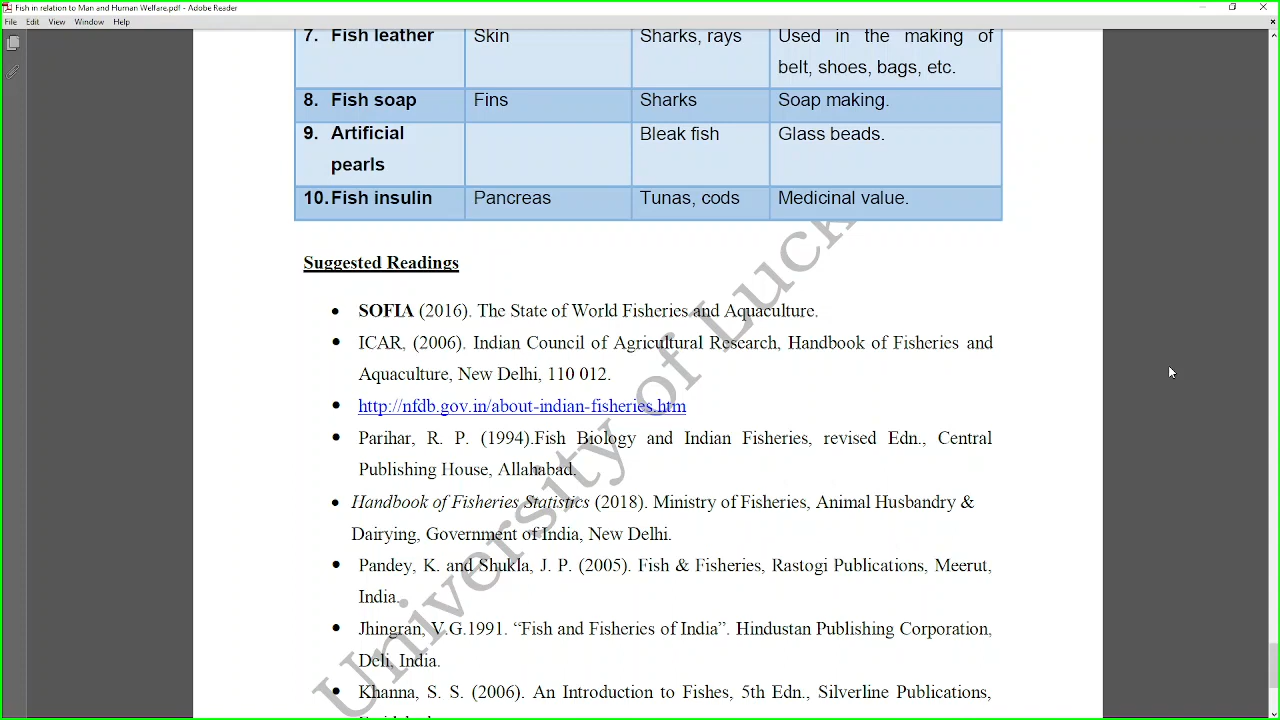 Fish in relation to Man and Human Welfare.pdf - Adobe Reader
File Edit View Window Help
7. Fish leather Skin Sharks, rays Used in the making of
belt, shoes, bags, etc.
8. Fish soap Fins Sharks Soap making.
9. Artificial Bleak fish Glass beads.
pearls
10. Fish insulin Pancreas Tunas, cods Medicinal value.
Suggested Readings
• SOFIA (2016). The State of World Fisheries and Aquaculture.
• ICAR, (2006). Indian Council of Agricultural Research, Handbook of Fisheries and
Aquaculture, New Delhi, 110 012.
• http://nfdb.gov.in/about-indian-fisheries.htm
• Parihar, R. P. (1994).Fish Biology and Indian Fisheries, revised Edn., Central
Publishing House, Allahabad.
• Handbook of Fisheries Statistics (2018). Ministry of Fisheries, Animal Husbandry &
Dairying, Government of India, New Delhi.
• Pandey, K. and Shukla, J. P. (2005). Fish & Fisheries, Rastogi Publications, Meerut,
India.
• Jhingran, V.G.1991. “Fish and Fisheries of India”. Hindustan Publishing Corporation,
Deli, India.
• Khanna, S. S. (2006). An Introduction to Fishes, 5th Edn., Silverline Publications,
University of Luck